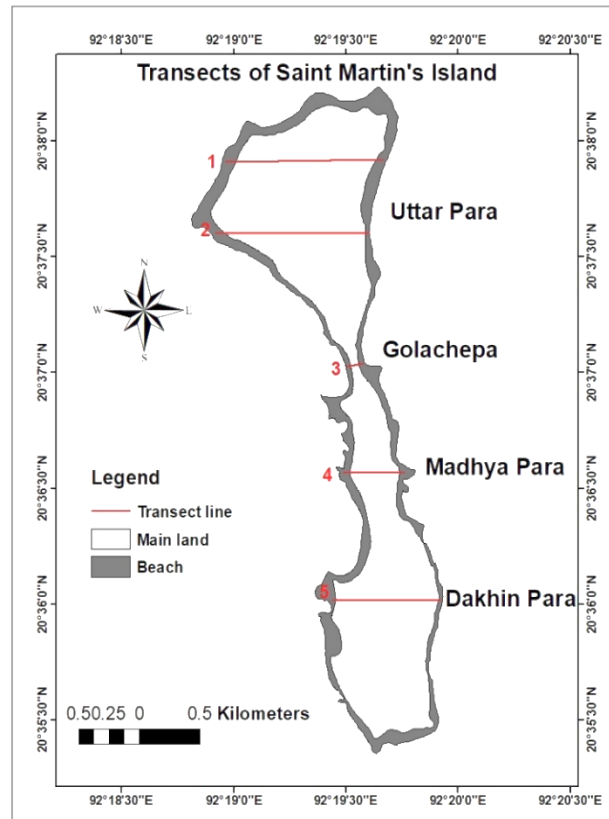 92°18'30"E 92°19'0"E 92°19'30"E 92°20'0"E 92°20'30"E
Transects of Saint Martin's Island
20°38'0"N 20°38'0"N
1
Uttar Para
2
20°37'30"N 20°37'30"N
N
W L
S
Golachepa
20°37'0"N 20°37'0"N
3
Madhya Para
4
20°36'30"N 20°36'30"N
Legend
Transect line
Main land
Beach
5
Dakhin Para
20°36'0"N 20°36'0"N
0.50.25 0 0.5 Kilometers
20°35'30"N 20°35'30"N
92°18'30"E 92°19'0"E 92°19'30"E 92°20'0"E 92°20'30"E